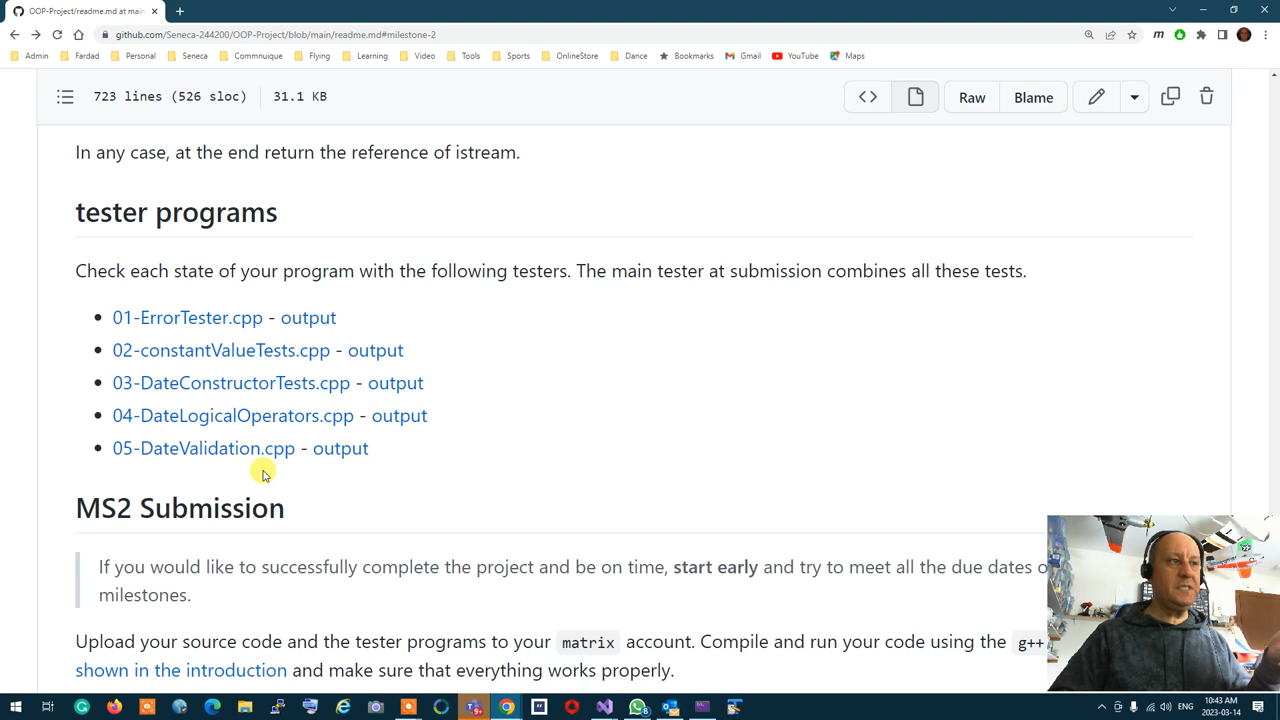 OOP-Project/readme.md at main
github.com/Seneca-244200/OOP-Project/blob/main/readme.md#milestone-2
Admin Fardad Personal Seneca Commnuique Flying Learning Video Tools Sports OnlineStore Dance Bookmarks Gmail YouTube Maps
723 lines (526 sloc) 31.1 KB Raw Blame
In any case, at the end return the reference of istream.
tester programs
Check each state of your program with the following testers. The main tester at submission combines all these tests.
01-ErrorTester.cpp - output
02-constantValueTests.cpp - output
03-DateConstructorTests.cpp - output
04-DateLogicalOperators.cpp - output
05-DateValidation.cpp - output
MS2 Submission
If you would like to successfully complete the project and be on time, start early and try to meet all the due dates o
milestones.
Upload your source code and the tester programs to your matrix account. Compile and run your code using the g++
shown in the introduction and make sure that everything works properly.
ENG
10:43 AM
2023-03-14